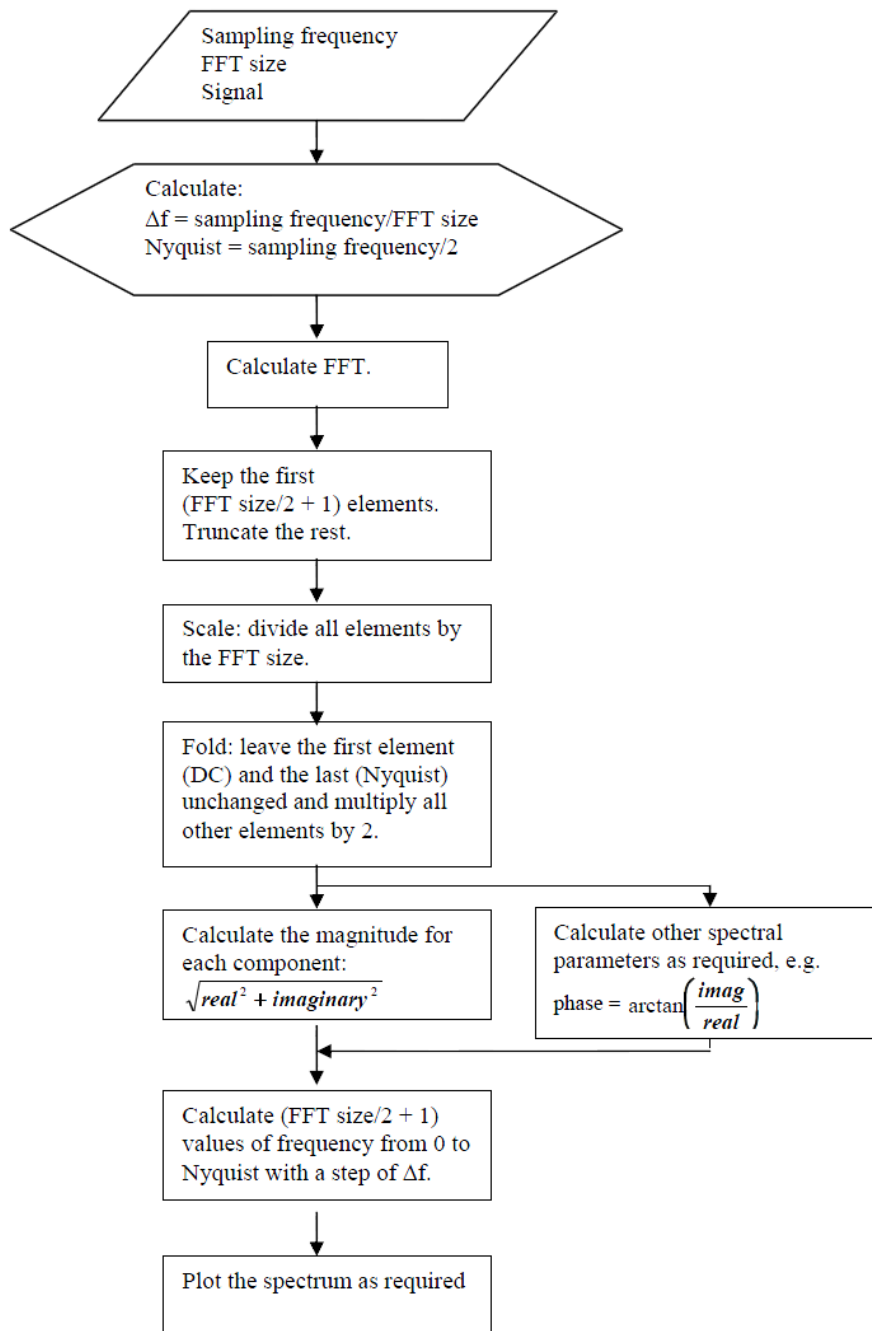 Sampling frequency
FFT size
Signal
Calculate:
Δf = sampling frequency/FFT size
Nyquist = sampling frequency/2
Calculate FFT.
Keep the first
(FFT size/2 + 1) elements.
Truncate the rest.
Scale: divide all elements by
the FFT size.
Fold: leave the first element
(DC) and the last (Nyquist)
unchanged and multiply all
other elements by 2.
Calculate the magnitude for
each component:
√(real² + imaginary²)
Calculate other spectral
parameters as required, e.g.
phase = arctan(imag/real)
Calculate (FFT size/2 + 1)
values of frequency from 0 to
Nyquist with a step of Δf.
Plot the spectrum as required